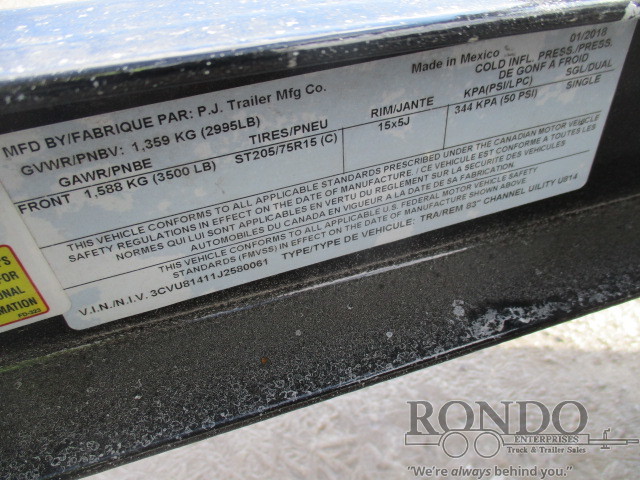 MFD BY/FABRIQUE PAR: P.J. Trailer Mfg Co.
Made in Mexico
01/2018
GVWR/PNBV: 1,359 KG (2995LB)
GAWR/PNBE
TIRES/PNEU
RIM/JANTE
COLD INFL. PRESS./PRESS.
DE GONF A FROID
KPA(PSI/LPC)
SGL/DUAL
FRONT 1,588 KG (3500 LB)
ST205/75R15 (C)
15x5J
344 KPA (50 PSI)
SINGLE
THIS VEHICLE CONFORMS TO ALL APPLICABLE STANDARDS PRESCRIBED UNDER THE CANADIAN MOTOR VEHICLE
SAFETY REGULATIONS IN EFFECT ON THE DATE OF MANUFACTURE / CE VEHICULE EST CONFORME A TOUTES LES
NORMES QUI LUI SONT APPLICABLES EN VERTU DU REGLEMENT SUR LA SECURITE DES VEHICULES
AUTOMOBILES DU CANADA EN VIGUEUR A LA DATE DE SA FABRICATION.
THIS VEHICLE CONFORMS TO ALL APPLICABLE U.S. FEDERAL MOTOR VEHICLE SAFETY
STANDARDS (FMVSS) IN EFFECT ON THE DATE OF MANUFACTURE SHOWN ABOVE.
V.I.N./N.I.V. 3CVU81411J2580061
TYPE/TYPE DE VEHICULE: TRA/REM 83" CHANNEL UILITY U814
FOR
ONAL
RMATION
RONDO
ENTERPRISES
Truck & Trailer Sales
"We're always behind you."